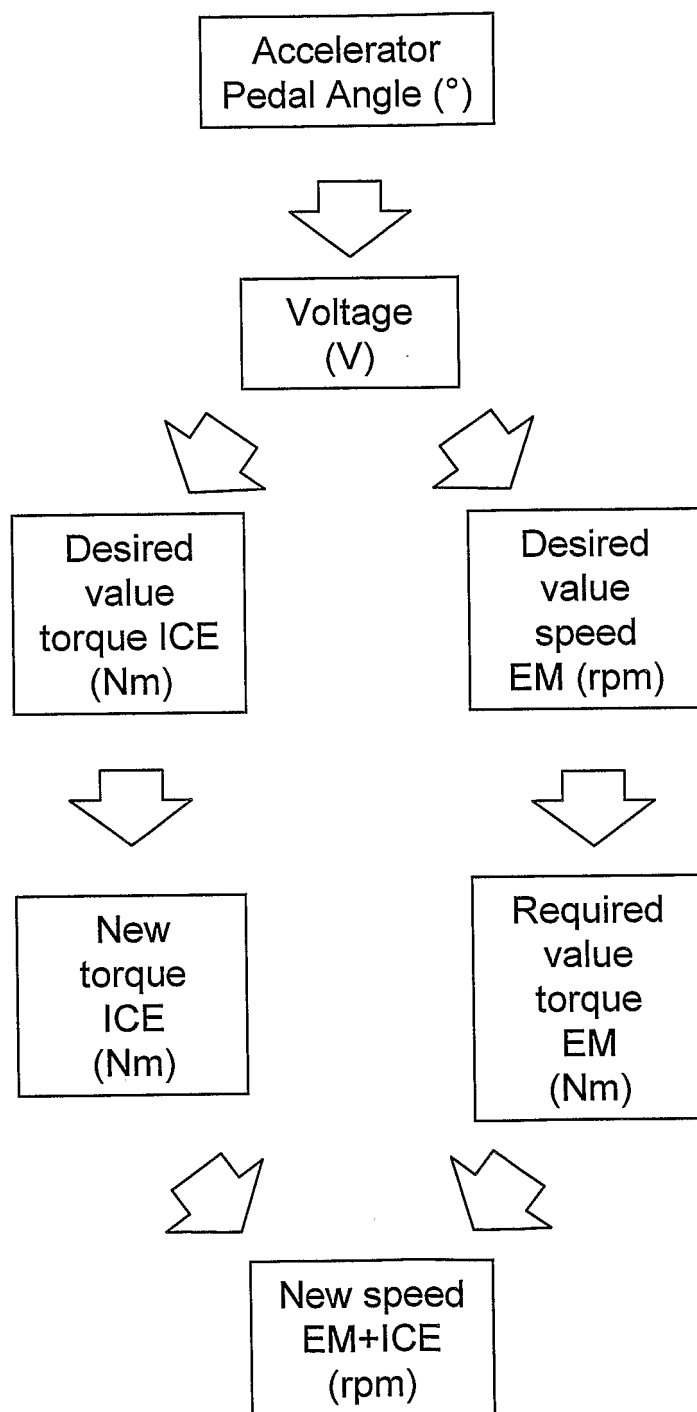 Accelerator
Pedal Angle (°)
Voltage
(V)
Desired
value
torque ICE
(Nm)
Desired
value
speed
EM (rpm)
New
torque
ICE
(Nm)
Required
value
torque
EM
(Nm)
New speed
EM+ICE
(rpm)